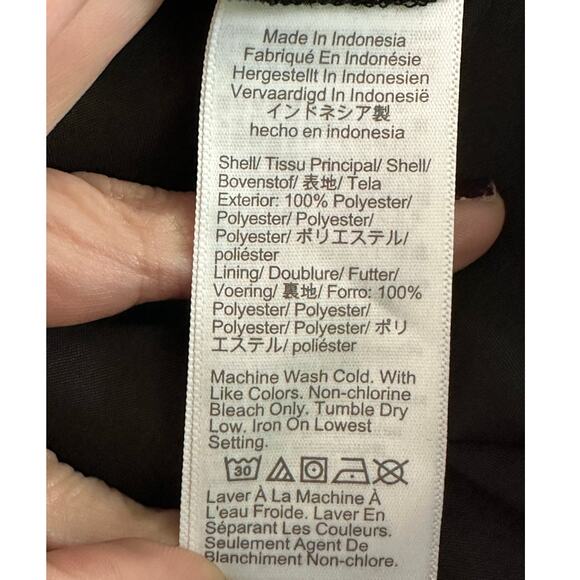 Made In Indonesia
Fabriqué En Indonésie
Hergestellt In Indonesien
Vervaardigd In Indonesië
インドネシア製
hecho en indonesia
Shell/ Tissu Principal/ Shell/
Bovenstof/ 表地/ Tela
Exterior: 100% Polyester/
Polyester/ Polyester/
Polyester/ ポリエステル/
poliéster
Lining/ Doublure/ Futter/
Voering/ 裏地/ Forro: 100%
Polyester/ Polyester/
Polyester/ Polyester/ ポリ
エステル/ poliéster
Machine Wash Cold. With
Like Colors. Non-chlorine
Bleach Only. Tumble Dry
Low. Iron On Lowest
Setting.
30
Laver À La Machine À
L'eau Froide. Laver En
Séparant Les Couleurs.
Seulement Agent De
Blanchiment Non-chlore.